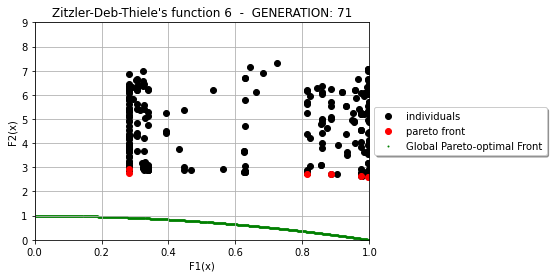 Zitzler-Deb-Thiele's function 6  -  GENERATION: 71
F2(x)
9
8
7
6
5
4
3
2
1
0
0.0 0.2 0.4 0.6 0.8 1.0
F1(x)
individuals
pareto front
Global Pareto-optimal Front